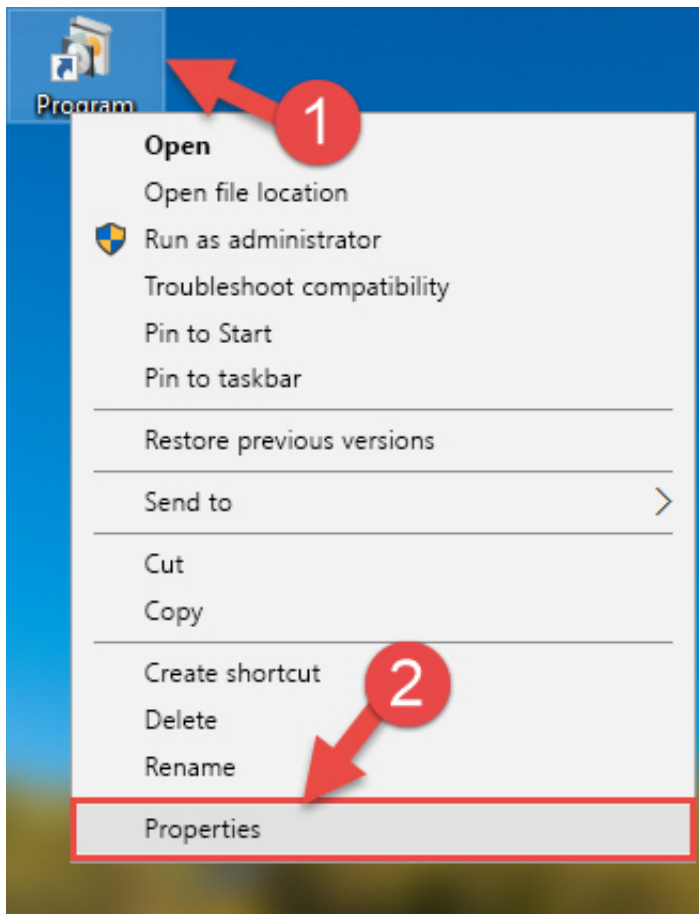 Program
1
Open
Open file location
Run as administrator
Troubleshoot compatibility
Pin to Start
Pin to taskbar
Restore previous versions
Send to
Cut
Copy
Create shortcut
2
Delete
Rename
Properties